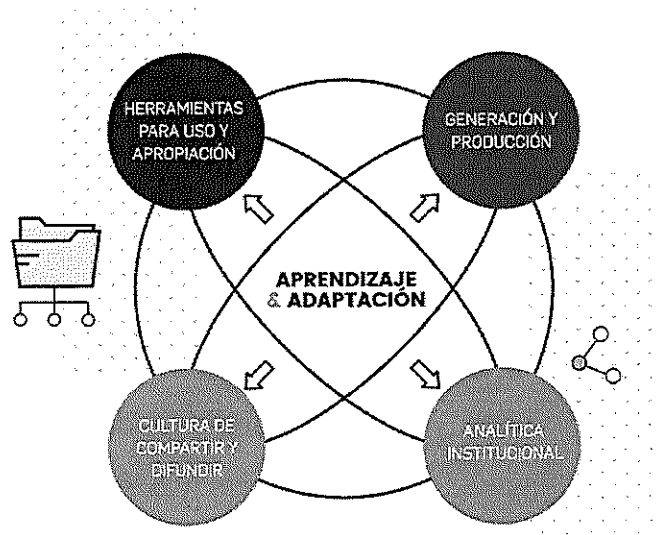 HERRAMIENTAS
PARA USO Y
APROPIACIÓN
GENERACIÓN Y
PRODUCCIÓN
APRENDIZAJE
& ADAPTACIÓN
CULTURA DE
COMPARTIR Y
DIFUNDIR
ANALÍTICA
INSTITUCIONAL